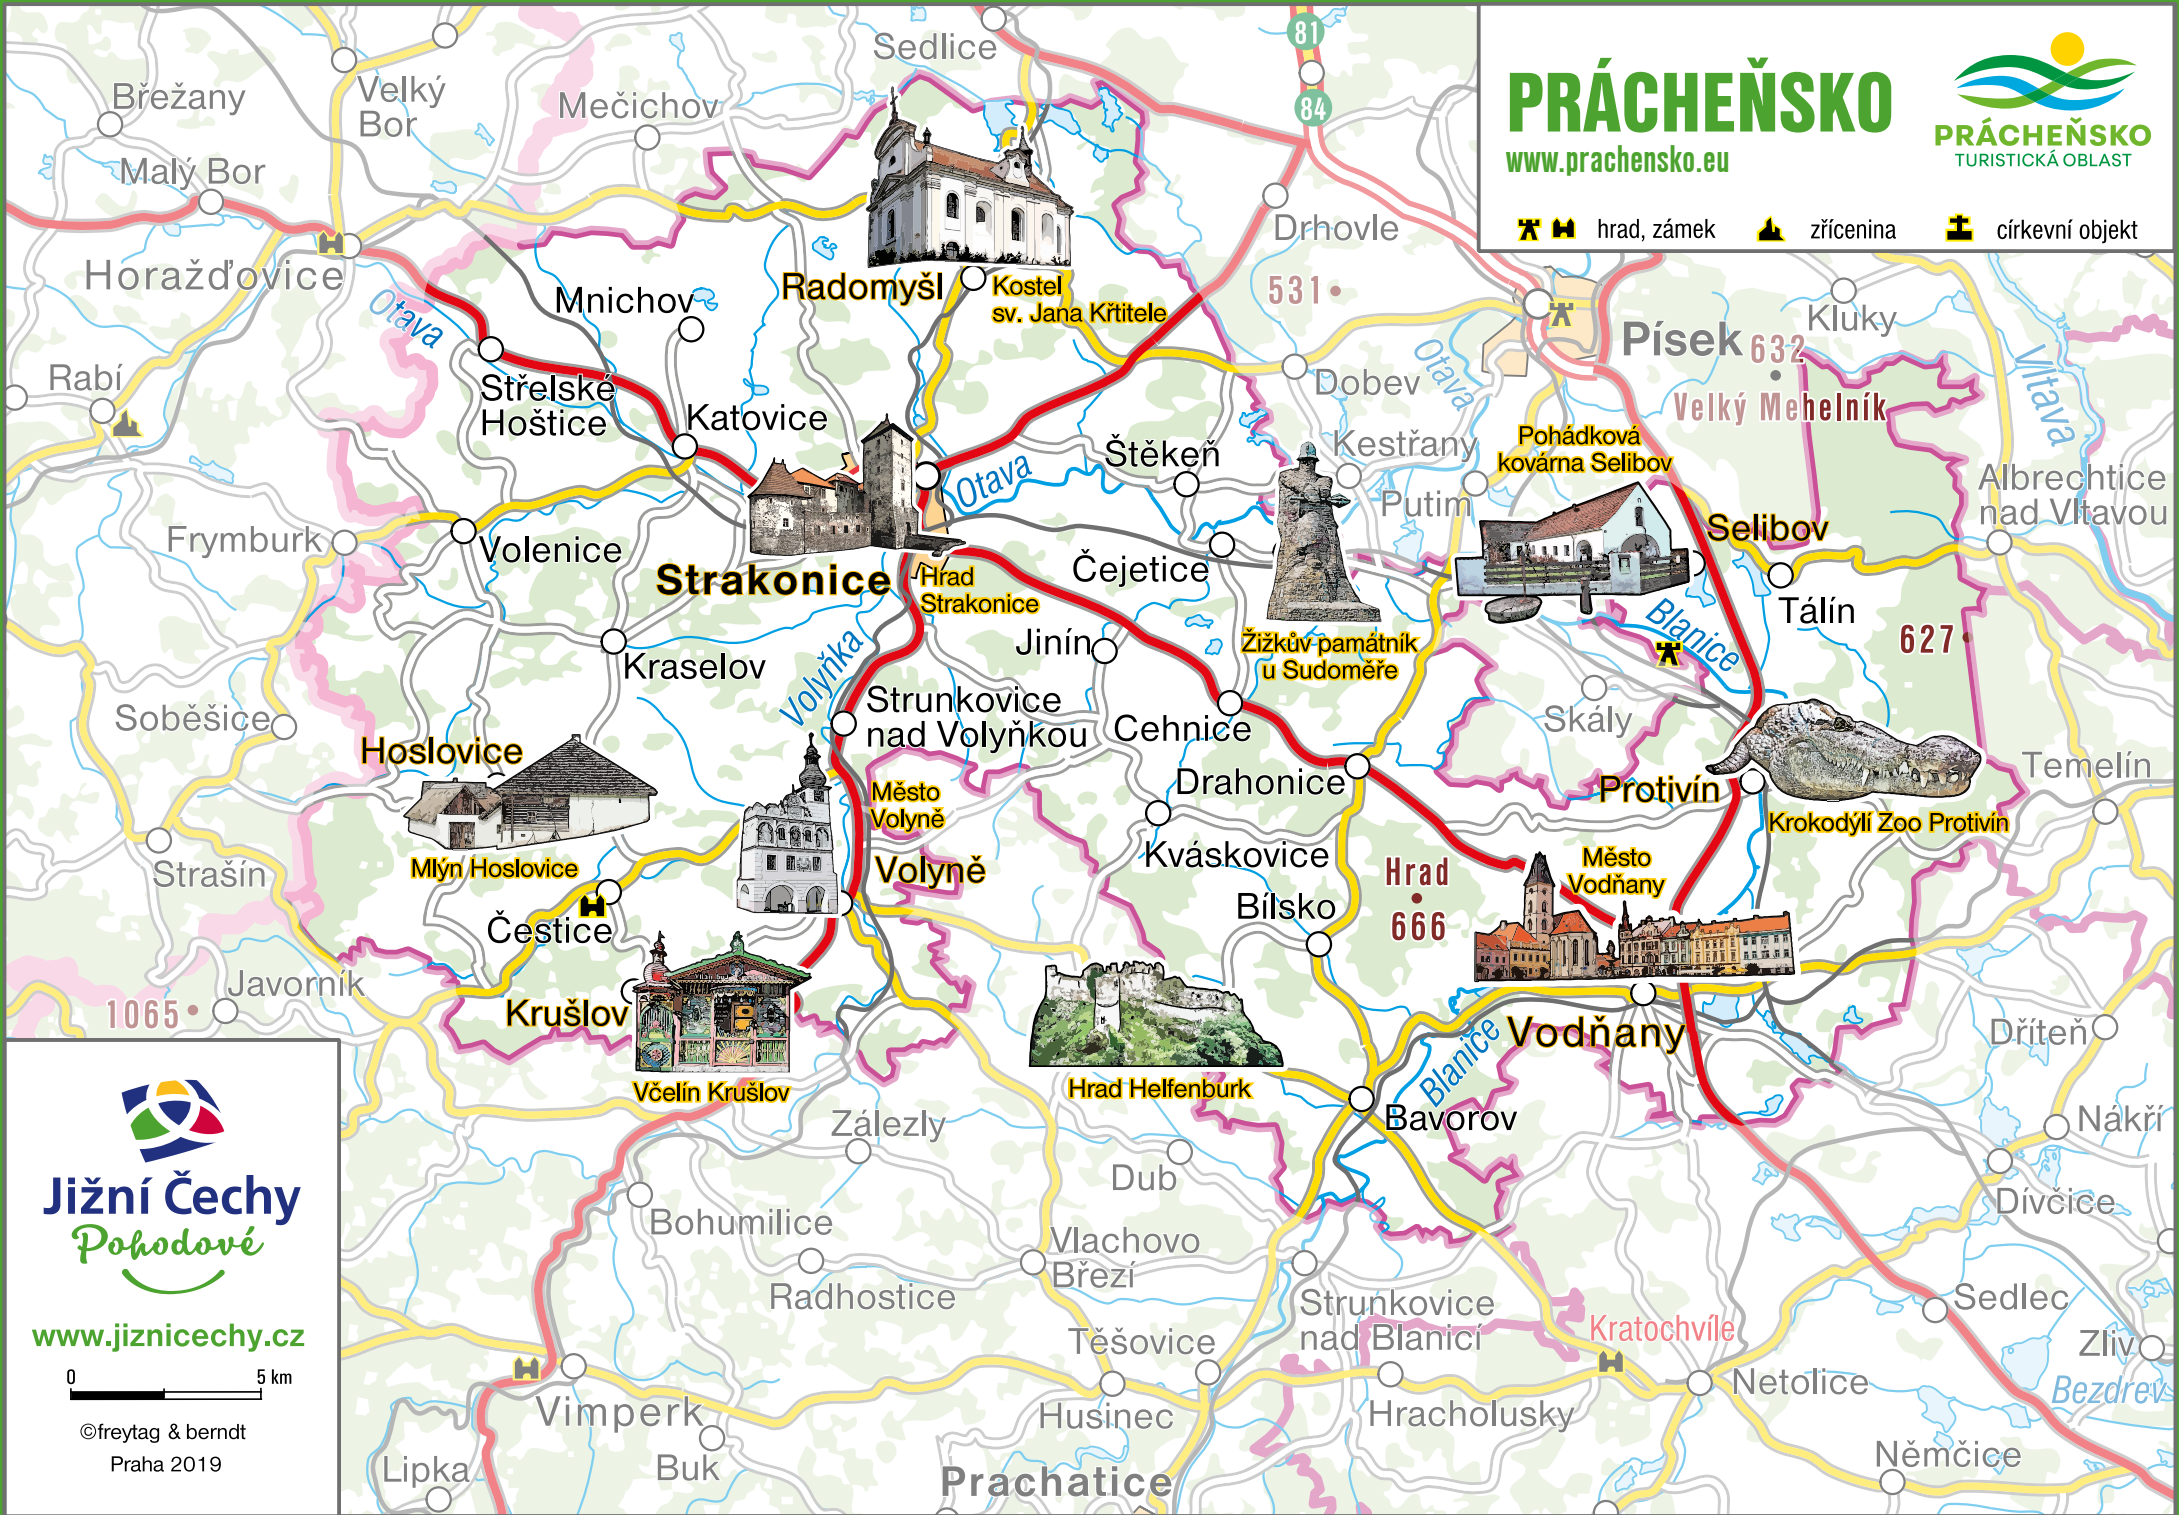 PRÁCHEŇSKO
www.prachensko.eu
PRÁCHEŇSKO
TURISTICKÁ OBLAST
hrad, zámek
zřícenina
církevní objekt
Sedlice
81
84
Břežany
Velký
Bor
Mečichov
Malý Bor
Drhovle
Horažďovice
Otava
Mnichov
Radomyšl
Kostel
sv. Jana Křtitele
531
Písek
632
Velký Mehelník
Kluky
Vltava
Rabí
Střelské
Hoštice
Katovice
Dobev
Otava
Štěkeň
Otava
Kestřany
Putim
Pohádková
kovárna Selibov
Selibov
Albrechtice
nad Vltavou
Frymburk
Volenice
Strakonice
Hrad
Strakonice
Čejetice
Tálín
Blanice
627
Kraselov
Volyňka
Jinín
Žižkův památník
u Sudoměře
Soběšice
Strunkovice
nad Volyňkou
Cehnice
Skály
Hoslovice
Drahonice
Protivín
Temelín
Město
Volyně
Krokodýlí Zoo Protivín
Mlýn Hoslovice
Volyně
Kváskovice
Hrad
666
Město
Vodňany
Strašín
Čestice
Bílsko
Javorník
1065
Krušlov
Vodňany
Blanice
Dříteň
Včelín Krušlov
Hrad Helfenburk
Bavorov
Nákří
Zálezly
Dub
Dívčice
Jižní Čechy
Pohodové
www.jiznicechy.cz
0 5 km
©freytag & berndt
Praha 2019
Bohumilice
Vlachovo
Březí
Radhostice
Strunkovice
nad Blanicí
Kratochvíle
Sedlec
Těšovice
Zliv
Bezdrev
Vimperk
Husinec
Hracholusky
Netolice
Lipka
Buk
Prachatice
Němčice